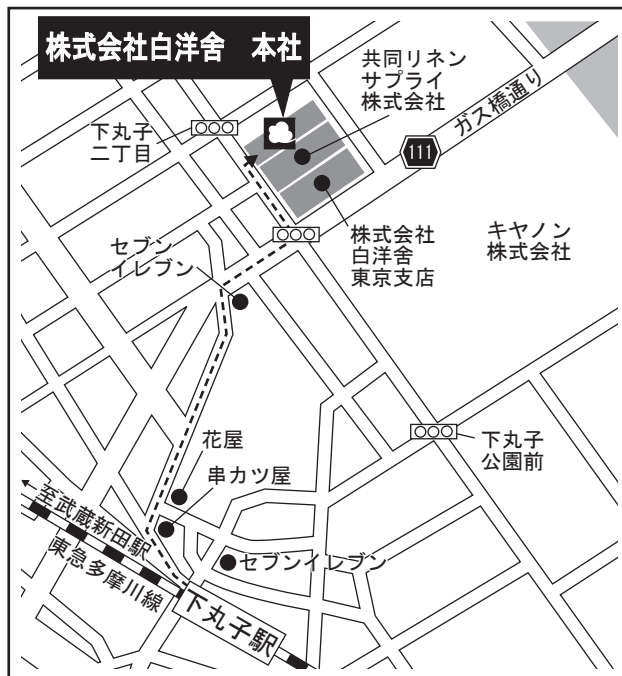 株式会社白洋舍　本社
共同リネン
サプライ
株式会社
ガス橋通り
111
下丸子
二丁目
セブン
イレブン
株式会社
白洋舍
東京支店
キヤノン
株式会社
下丸子
公園前
花屋
串カツ屋
セブンイレブン
至武蔵新田駅
東急多摩川線
下丸子駅